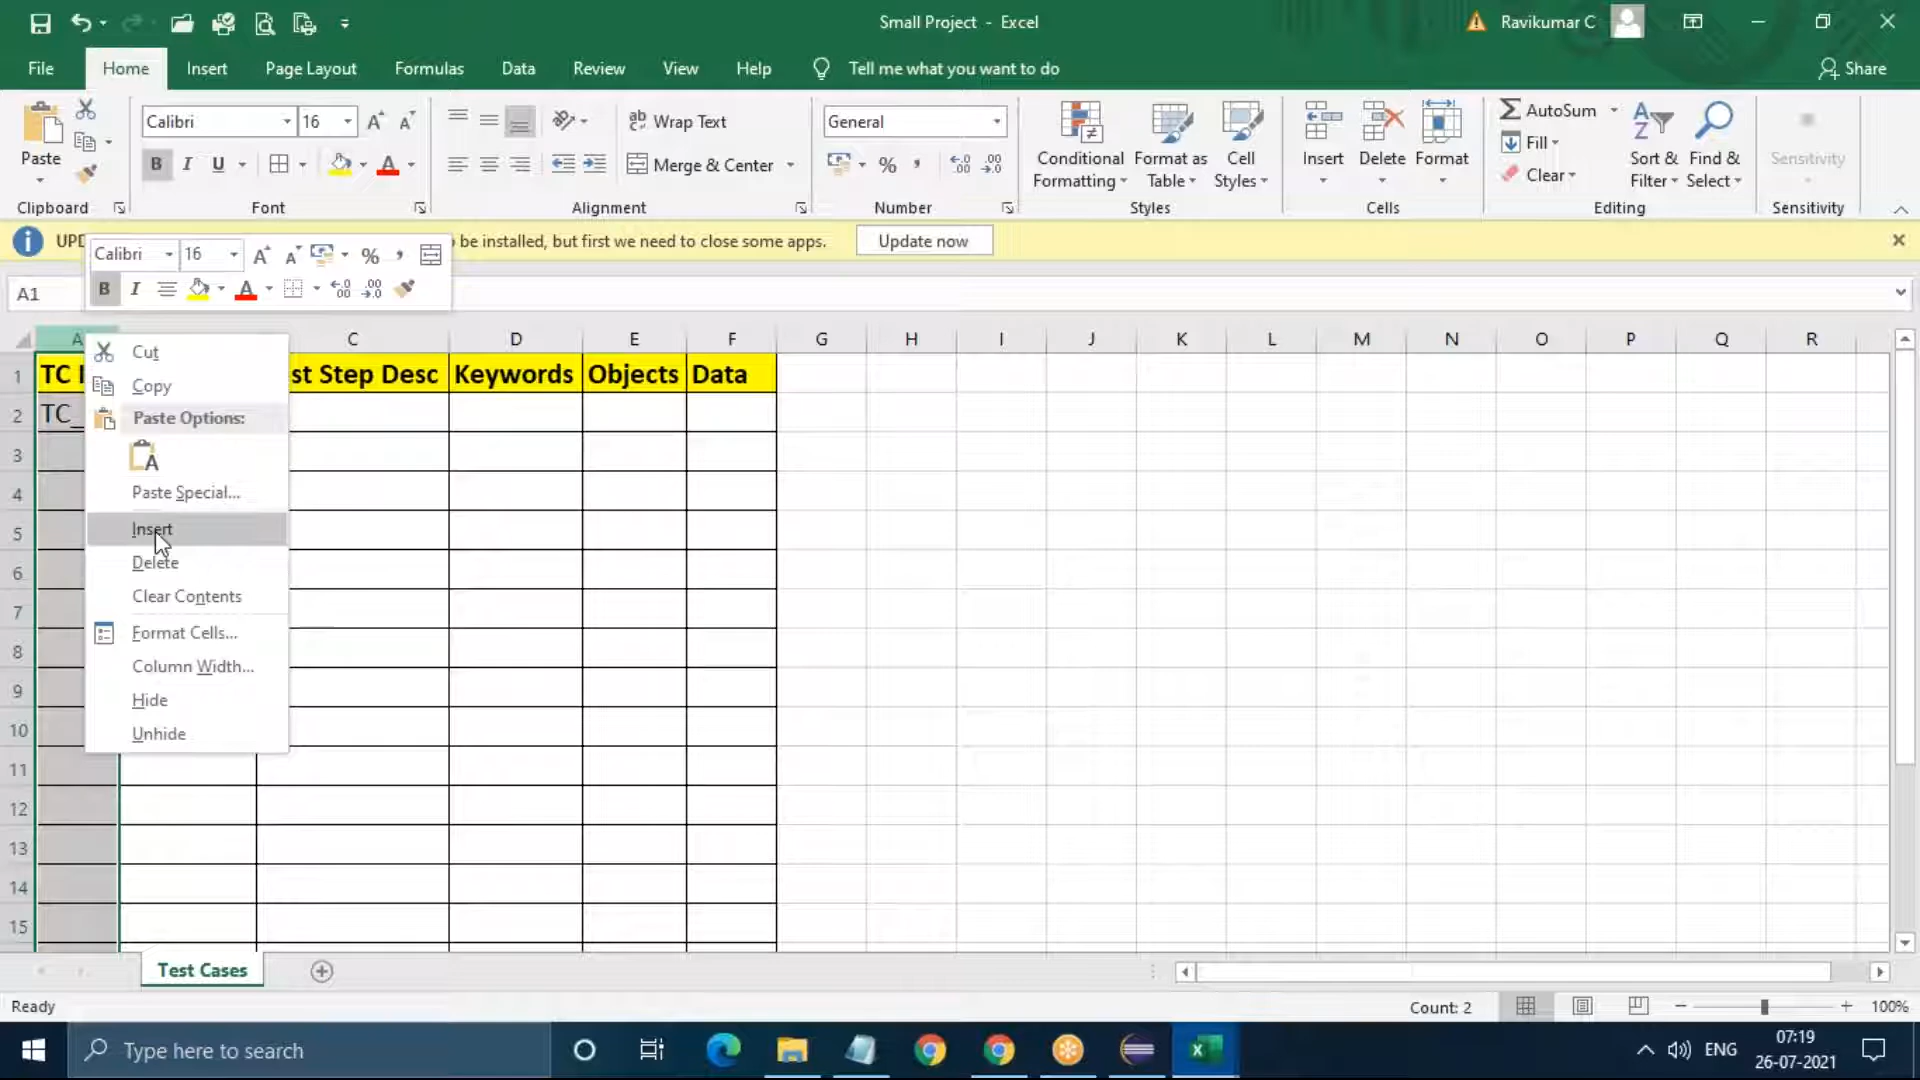 Small Project - Excel
Ravikumar C
File Home Insert Page Layout Formulas Data Review View Help Tell me what you want to do Share
Paste
Clipboard
Calibri 16
B I U
Font
Wrap Text
Merge & Center
Alignment
General
%
Number
Conditional Formatting
Format as Table
Cell Styles
Styles
Insert Delete Format
Cells
AutoSum
Fill
Clear
Sort & Filter
Find & Select
Editing
Sensitivity
Sensitivity
be installed, but first we need to close some apps. Update now
Calibri 16
B I
A1
A C D E F G H I J K L M N O P Q R
1 st Step Desc Keywords Objects Data
2 TC_
3
4
5
6
7
8
9
10
11
12
13
14
15
Cut
Copy
Paste Options:
Paste Special...
Insert
Delete
Clear Contents
Format Cells...
Column Width...
Hide
Unhide
Test Cases
Ready Count: 2 100%
Type here to search
ENG
07:19
26-07-2021